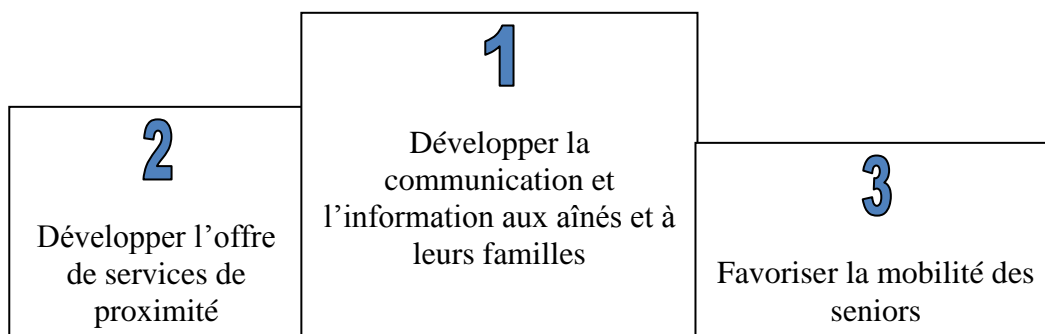 1
Développer la
communication et
l’information aux aînés et à
leurs familles
2
Développer l’offre
de services de
proximité
3
Favoriser la mobilité des
seniors